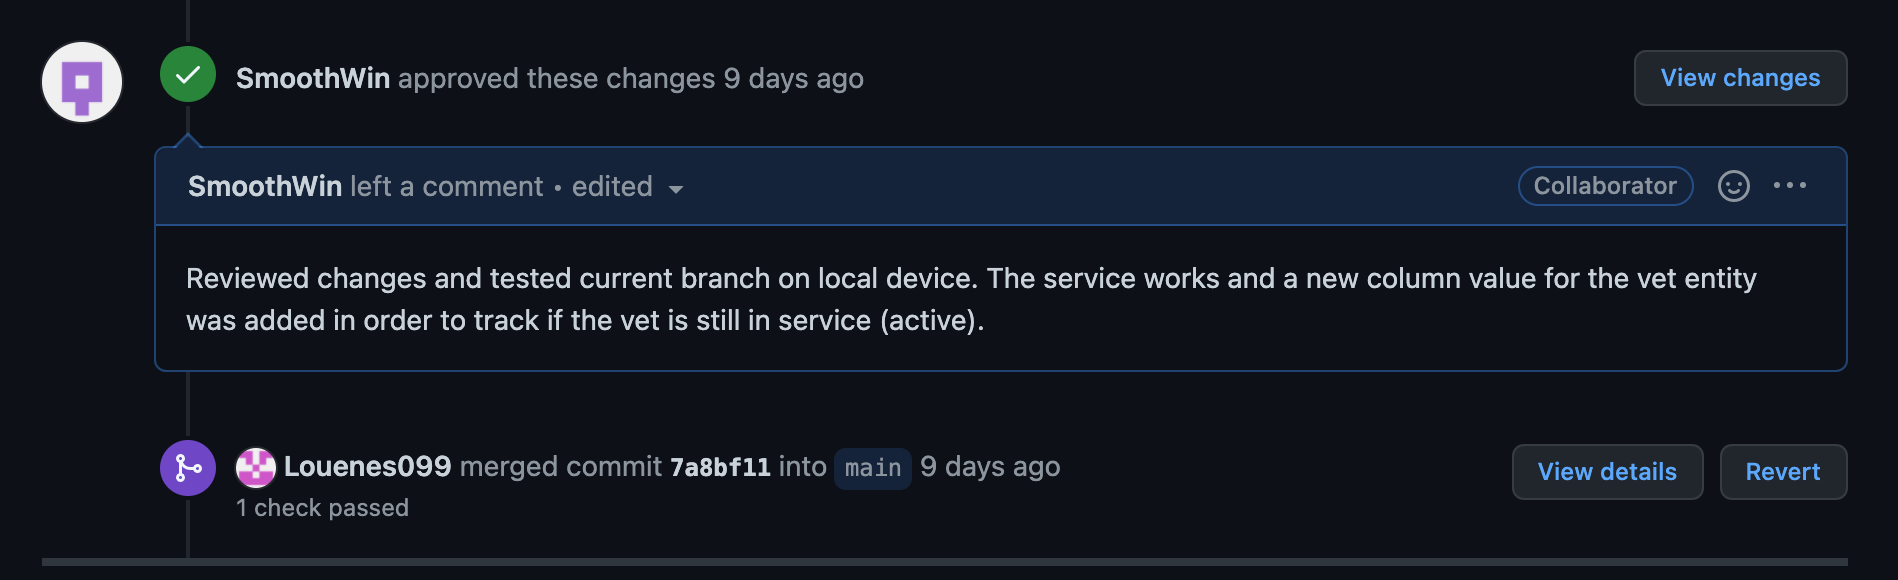 SmoothWin approved these changes 9 days ago
View changes
SmoothWin left a comment • edited
Collaborator
Reviewed changes and tested current branch on local device. The service works and a new column value for the vet entity
was added in order to track if the vet is still in service (active).
Louenes099 merged commit 7a8bf11 into main 9 days ago
View details
Revert
1 check passed